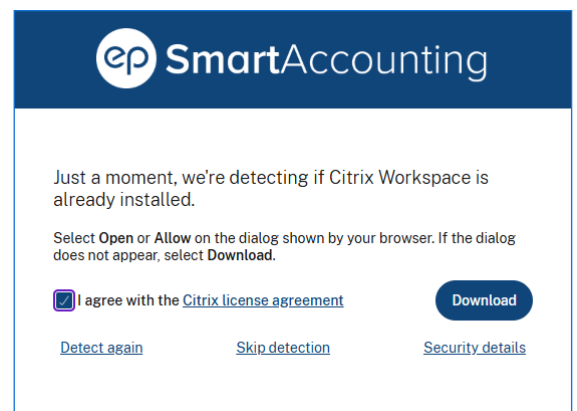 ep SmartAccounting
Just a moment, we're detecting if Citrix Workspace is
already installed.
Select Open or Allow on the dialog shown by your browser. If the dialog
does not appear, select Download.
I agree with the Citrix license agreement
Download
Detect again
Skip detection
Security details